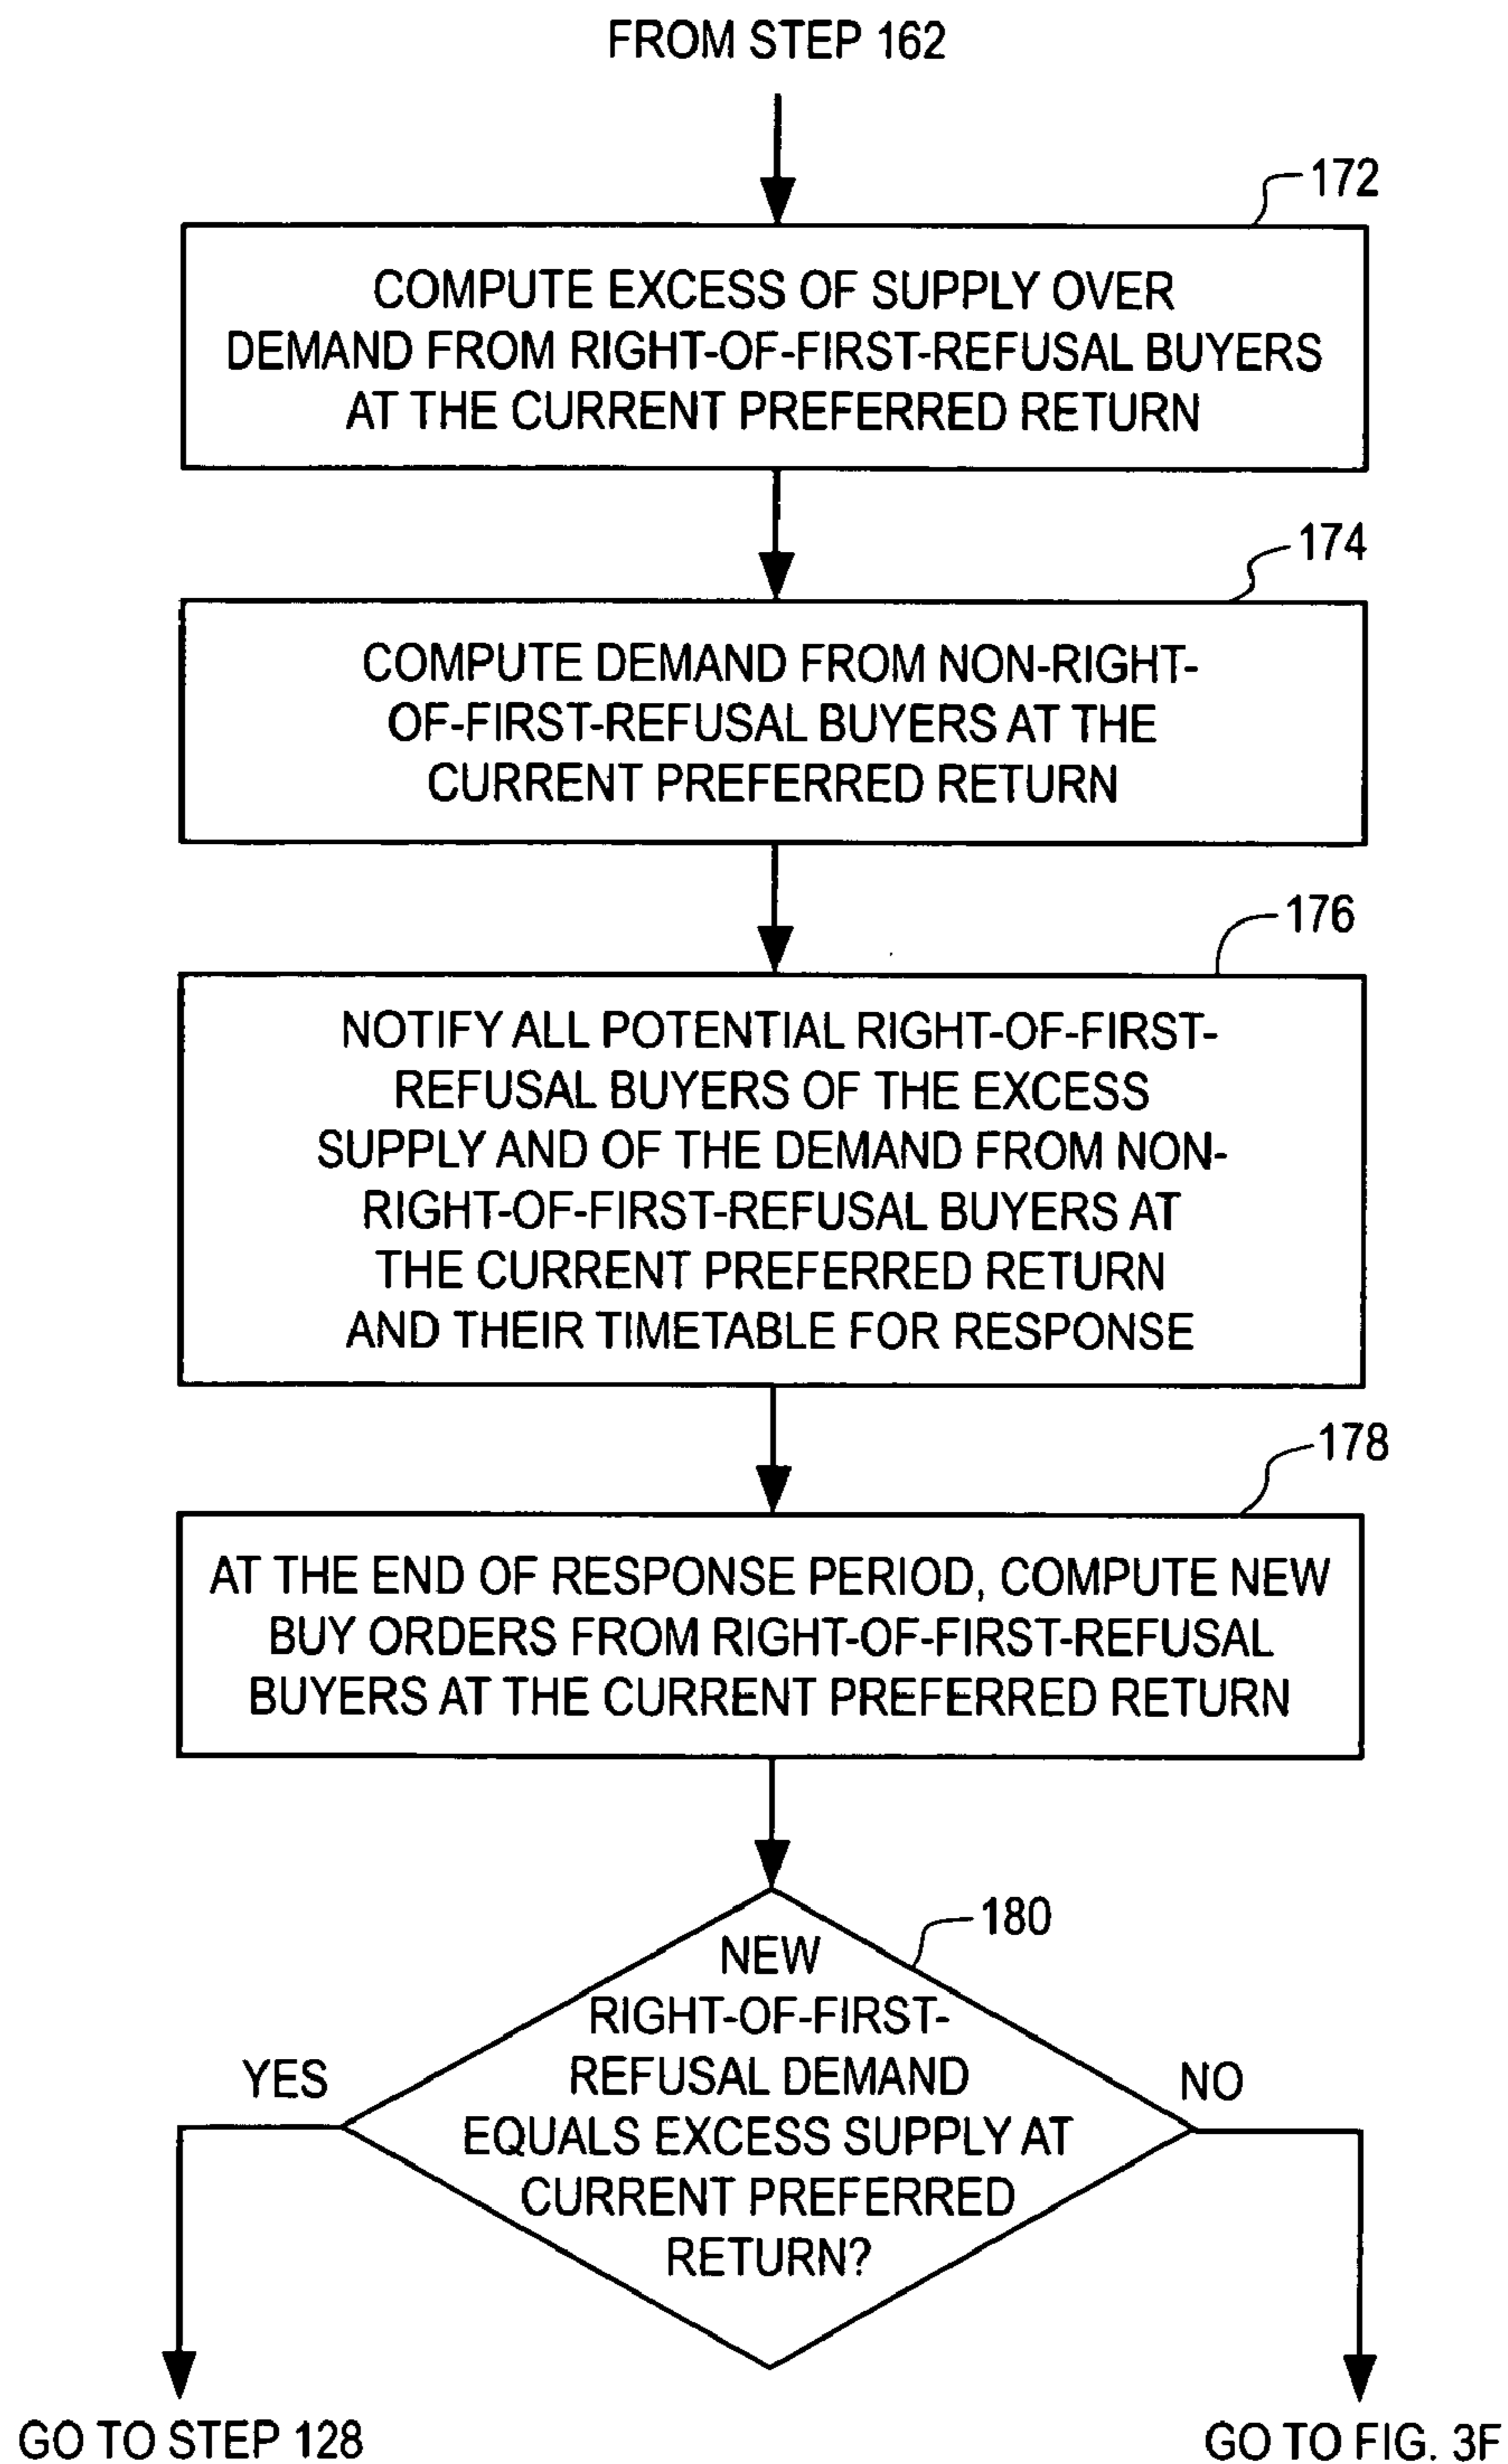 FROM STEP 162
172
COMPUTE EXCESS OF SUPPLY OVER
DEMAND FROM RIGHT-OF-FIRST-REFUSAL BUYERS
AT THE CURRENT PREFERRED RETURN
174
COMPUTE DEMAND FROM NON-RIGHT-
OF-FIRST-REFUSAL BUYERS AT THE
CURRENT PREFERRED RETURN
176
NOTIFY ALL POTENTIAL RIGHT-OF-FIRST-
REFUSAL BUYERS OF THE EXCESS
SUPPLY AND OF THE DEMAND FROM NON-
RIGHT-OF-FIRST-REFUSAL BUYERS AT
THE CURRENT PREFERRED RETURN
AND THEIR TIMETABLE FOR RESPONSE
178
AT THE END OF RESPONSE PERIOD, COMPUTE NEW
BUY ORDERS FROM RIGHT-OF-FIRST-REFUSAL
BUYERS AT THE CURRENT PREFERRED RETURN
180
NEW
RIGHT-OF-FIRST-
REFUSAL DEMAND
EQUALS EXCESS SUPPLY AT
CURRENT PREFERRED
RETURN?
YES
NO
GO TO STEP 128
GO TO FIG. 3F